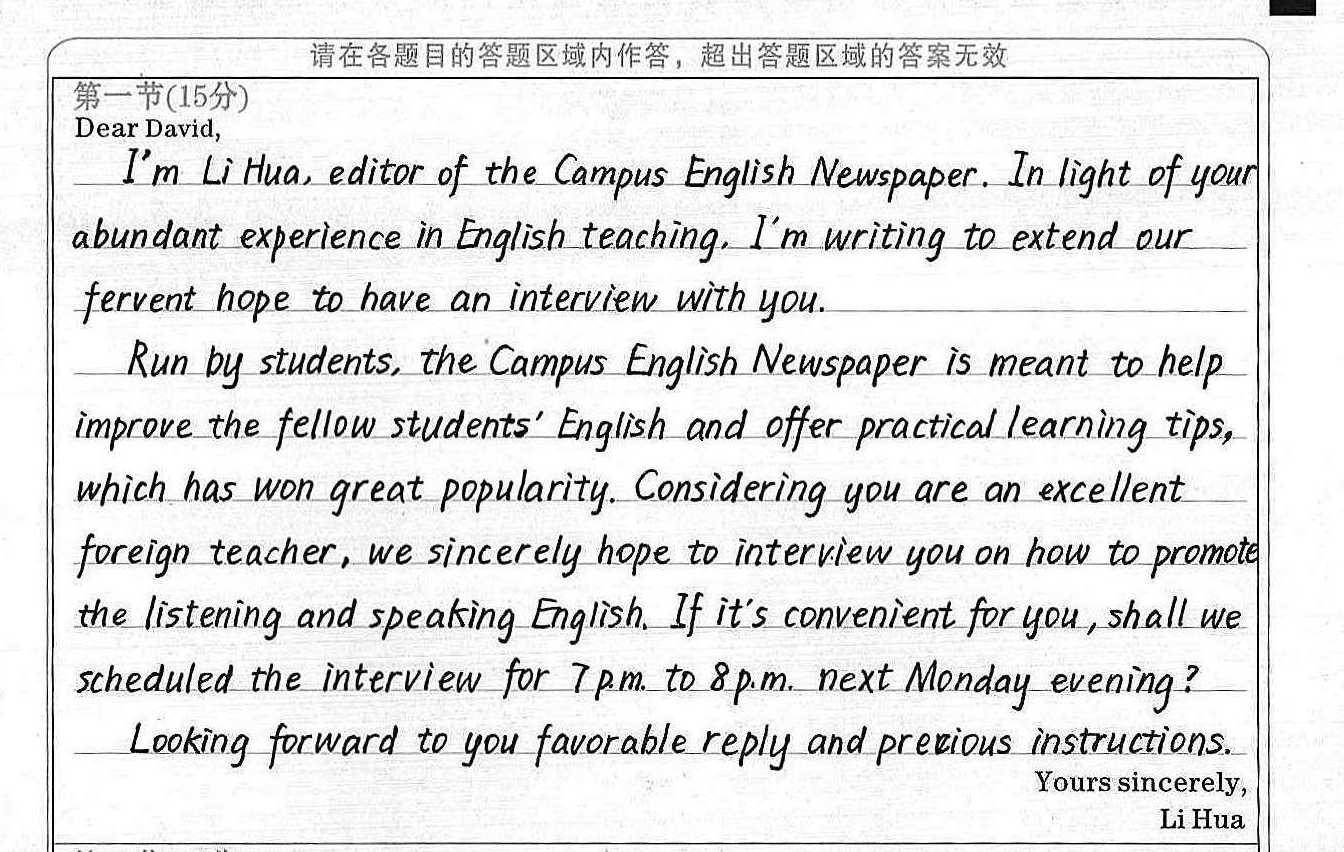 请在各题目的答题区域内作答，超出答题区域的答案无效
第一节(15分)
Dear David,
I'm Li Hua, editor of the Campus English Newspaper. In light of your
abundant experience in English teaching, I'm writing to extend our
fervent hope to have an interview with you.
Run by students, the Campus English Newspaper is meant to help
improve the fellow students' English and offer practical learning tips,
which has won great popularity. Considering you are an excellent
foreign teacher, we sincerely hope to interview you on how to promote
the listening and speaking English. If it's convenient for you, shall we
scheduled the interview for 7 p.m. to 8 p.m. next Monday evening?
Looking forward to you favorable reply and precious instructions.
Yours sincerely,
Li Hua